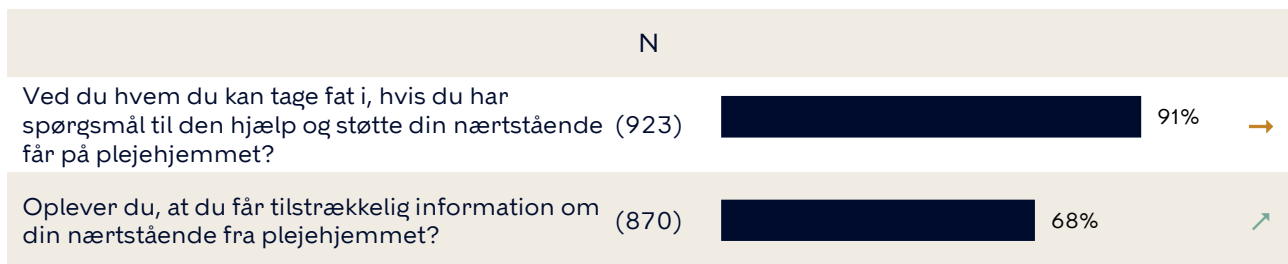 N
Ved du hvem du kan tage fat i, hvis du har
spørgsmål til den hjælp og støtte din nærtstående (923) 91% →
får på plejehjemmet?
Oplever du, at du får tilstrækkelig information om
din nærtstående fra plejehjemmet? (870) 68% ↗